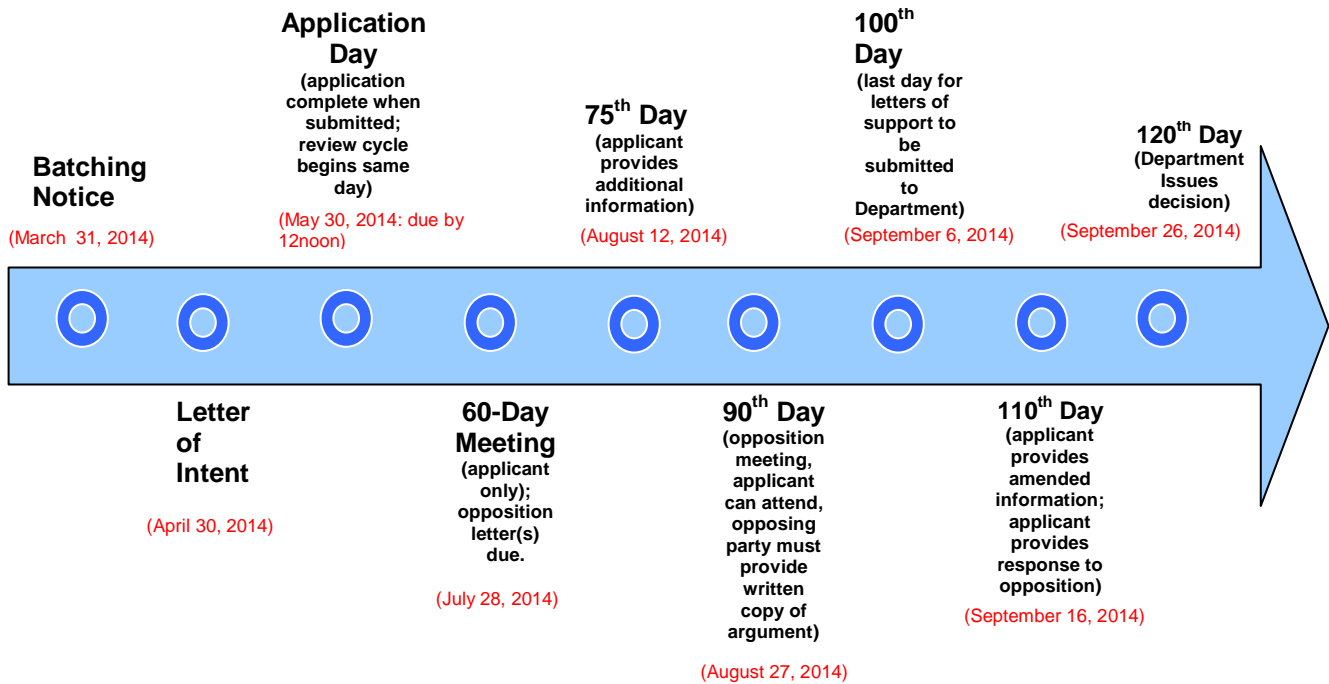 Batching
Notice
(March 31, 2014)
Letter
of
Intent
(April 30, 2014)
Application
Day
(application
complete when
submitted;
review cycle
begins same
day)
(May 30, 2014: due by
12noon)
60-Day
Meeting
(applicant
only);
opposition
letter(s)
due.
(July 28, 2014)
75th Day
(applicant
provides
additional
information)
(August 12, 2014)
90th Day
(opposition
meeting,
applicant
can attend,
opposing
party must
provide
written
copy of
argument)
(August 27, 2014)
100th
Day
(last day for
letters of
support to
be
submitted
to
Department)
(September 6, 2014)
110th Day
(applicant
provides
amended
information;
applicant
provides
response to
opposition)
(September 16, 2014)
120th Day
(Department
Issues
decision)
(September 26, 2014)